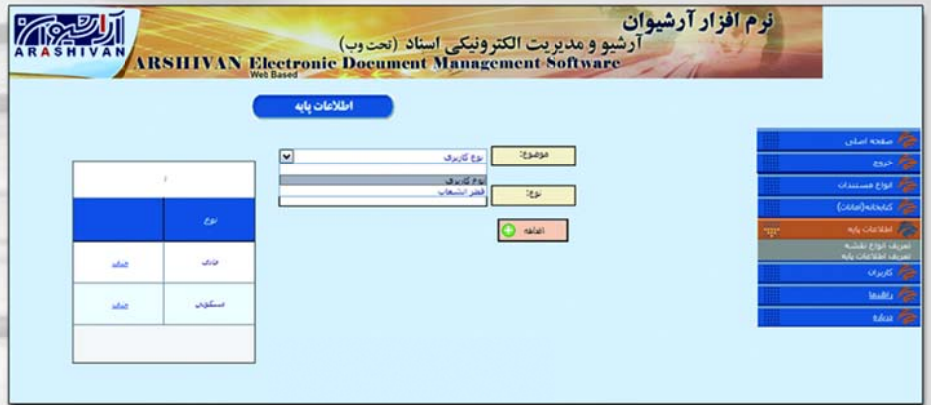 نرم افزار آرشیوان
آرشیو و مدیریت الکترونیکی اسناد (تحت وب)
ARSHIVAN Electronic Document Management Software
Web Based
آرشیوان
ARASHIVAN
اطلاعات پایه
صفحه اصلی
خروج
انواع مستندات
کتابخانه(امانات)
اطلاعات پایه
تعریف انواع نقشه
تعریف اطلاعات پایه
کاربران
راهنما
درباره
موضوع:
نوع کاربری
نوع کاربری
قطر انشعاب
نوع:
اضافه
/
نوع
اداری
حذف
مسکونی
حذف